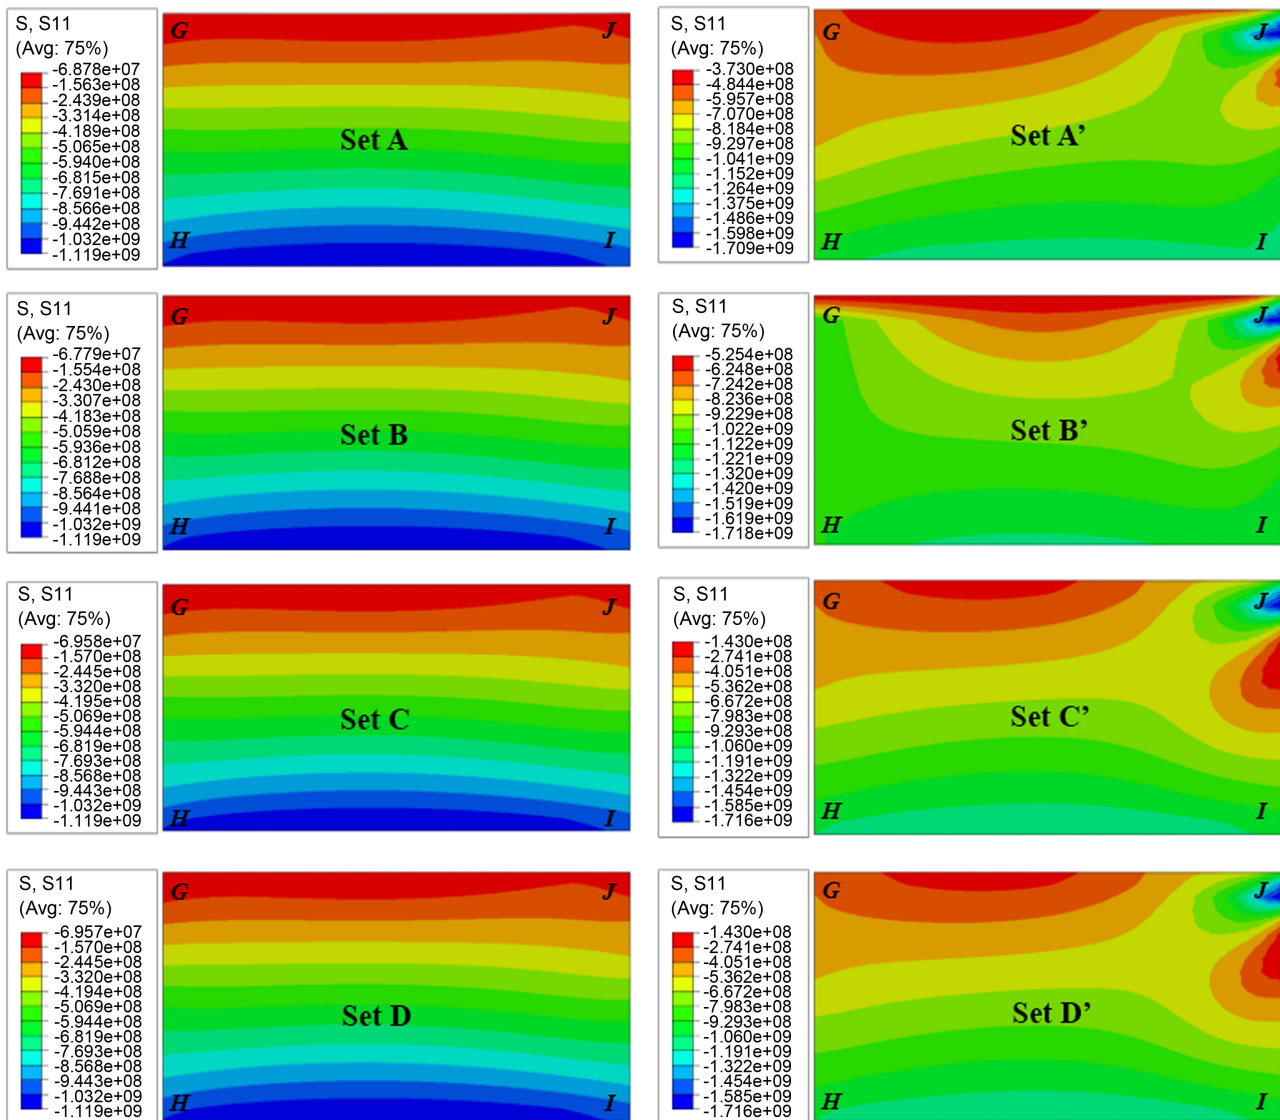 S, S11
(Avg: 75%)
-6.878e+07
-1.563e+08
-2.439e+08
-3.314e+08
-4.189e+08
-5.065e+08
-5.940e+08
-6.815e+08
-7.691e+08
-8.566e+08
-9.442e+08
-1.032e+09
-1.119e+09
G
J
Set A
H
I
S, S11
(Avg: 75%)
-3.730e+08
-4.844e+08
-5.957e+08
-7.070e+08
-8.184e+08
-9.297e+08
-1.041e+09
-1.152e+09
-1.264e+09
-1.375e+09
-1.486e+09
-1.598e+09
-1.709e+09
G
J
Set A’
H
I
S, S11
(Avg: 75%)
-6.779e+07
-1.554e+08
-2.430e+08
-3.307e+08
-4.183e+08
-5.059e+08
-5.936e+08
-6.812e+08
-7.688e+08
-8.564e+08
-9.441e+08
-1.032e+09
-1.119e+09
G
J
Set B
H
I
S, S11
(Avg: 75%)
-5.254e+08
-6.248e+08
-7.242e+08
-8.236e+08
-9.229e+08
-1.022e+09
-1.122e+09
-1.221e+09
-1.320e+09
-1.420e+09
-1.519e+09
-1.619e+09
-1.718e+09
G
J
Set B’
H
I
S, S11
(Avg: 75%)
-6.958e+07
-1.570e+08
-2.445e+08
-3.320e+08
-4.195e+08
-5.069e+08
-5.944e+08
-6.819e+08
-7.693e+08
-8.568e+08
-9.443e+08
-1.032e+09
-1.119e+09
G
J
Set C
H
I
S, S11
(Avg: 75%)
-1.430e+08
-2.741e+08
-4.051e+08
-5.362e+08
-6.672e+08
-7.983e+08
-9.293e+08
-1.060e+09
-1.191e+09
-1.322e+09
-1.454e+09
-1.585e+09
-1.716e+09
G
J
Set C’
H
I
S, S11
(Avg: 75%)
-6.957e+07
-1.570e+08
-2.445e+08
-3.320e+08
-4.194e+08
-5.069e+08
-5.944e+08
-6.819e+08
-7.693e+08
-8.568e+08
-9.443e+08
-1.032e+09
-1.119e+09
G
J
Set D
H
I
S, S11
(Avg: 75%)
-1.430e+08
-2.741e+08
-4.051e+08
-5.362e+08
-6.672e+08
-7.983e+08
-9.293e+08
-1.060e+09
-1.191e+09
-1.322e+09
-1.454e+09
-1.585e+09
-1.716e+09
G
J
Set D’
H
I